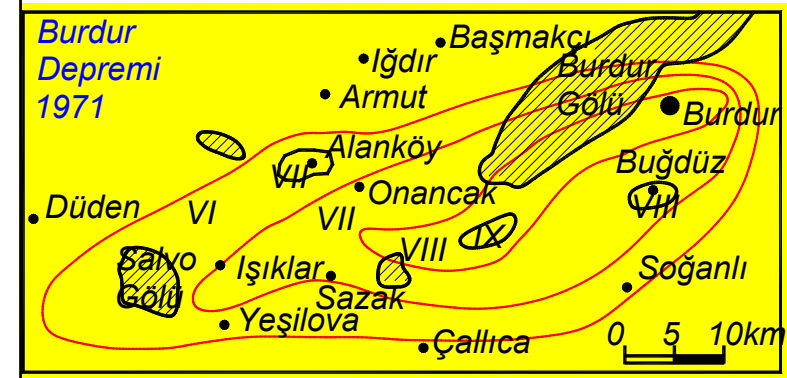 Burdur
Depremi
1971
Başmakçı
Iğdır
Armut
Burdur
Gölü
Burdur
Alanköy
VII
Onancak
Buğdüz
VIII
Düden
VI
VII
VIII
IX
Salvo
Gölü
Işıklar
Sazak
Soğanlı
Yeşilova
Çallıca
0 5 10km